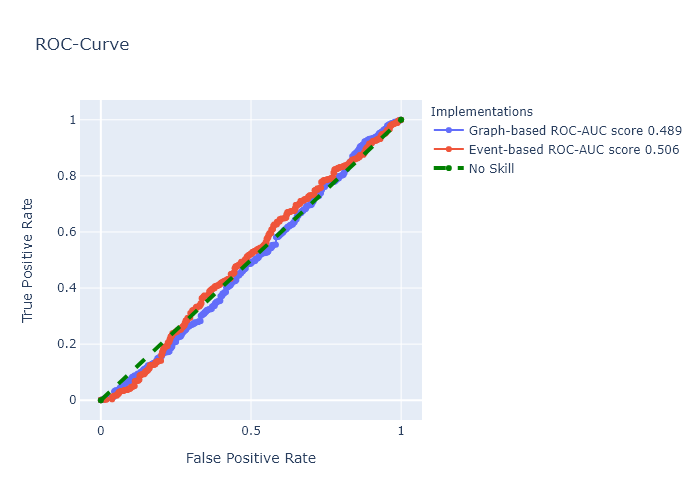 ROC-Curve
Implementations
Graph-based ROC-AUC score 0.489
Event-based ROC-AUC score 0.506
No Skill
True Positive Rate
1
0.8
0.6
0.4
0.2
0
0
0.5
1
False Positive Rate